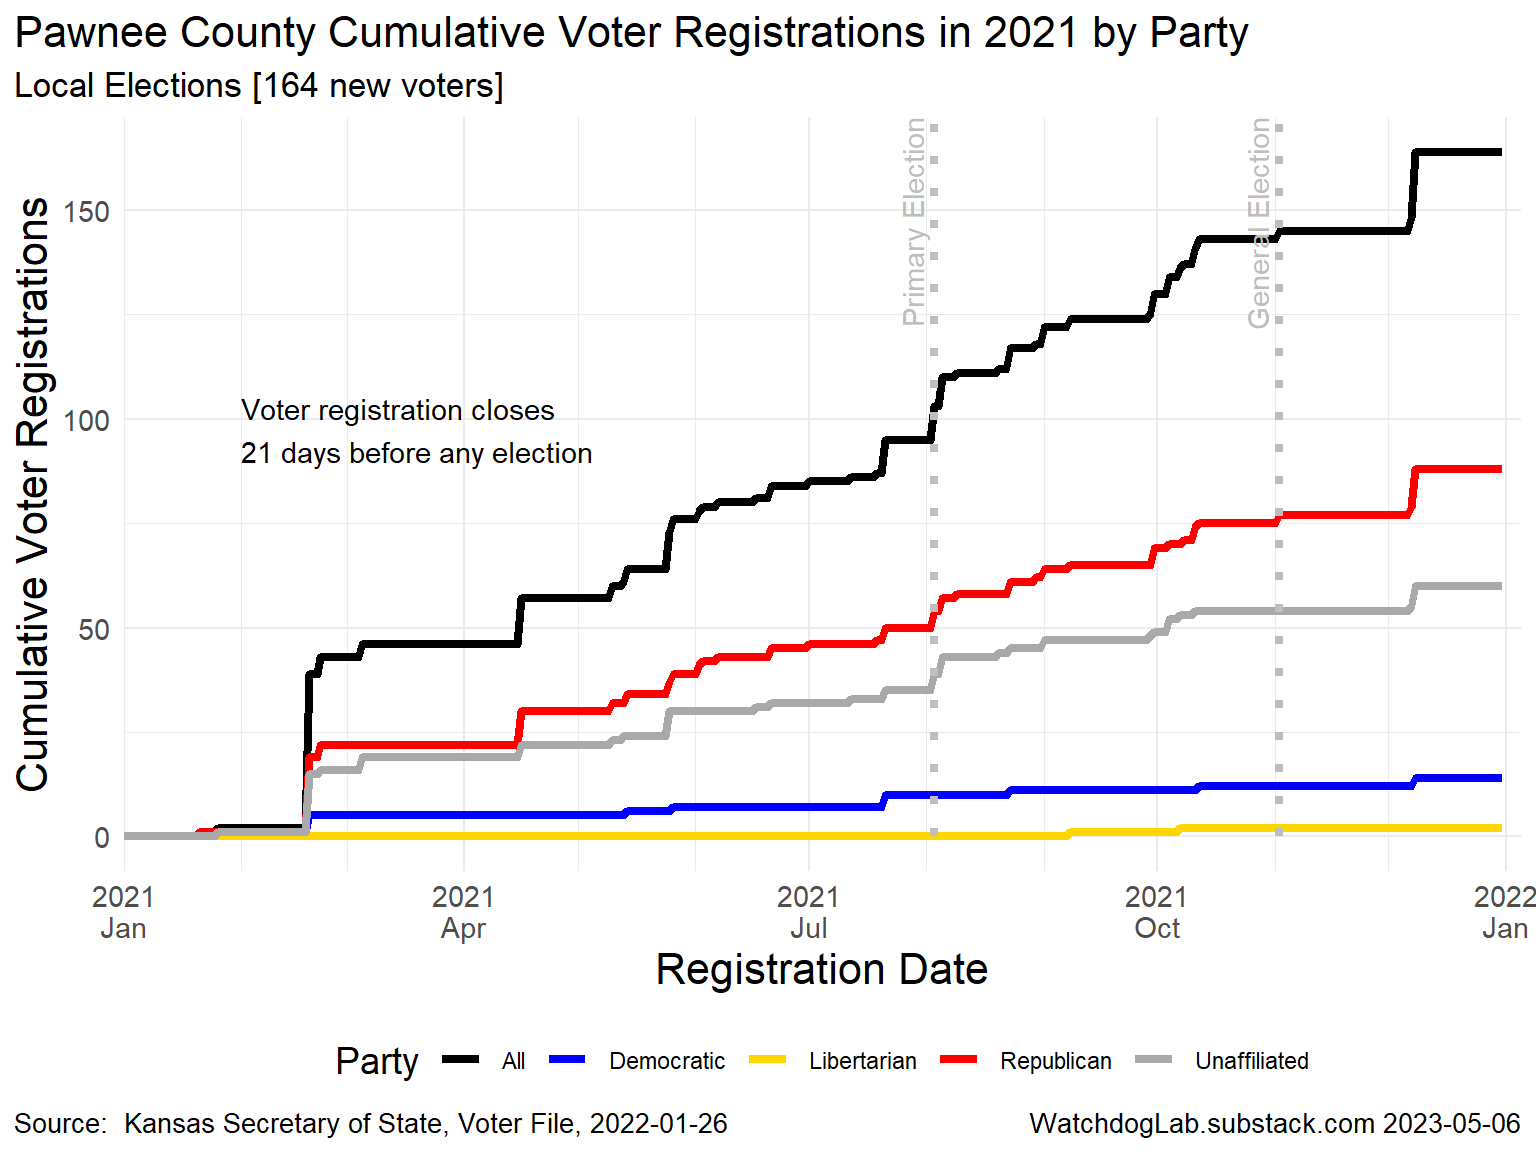 Pawnee County Cumulative Voter Registrations in 2021 by Party
Local Elections [164 new voters]
Cumulative Voter Registrations
150
100
50
0
Primary Election
General Election
Voter registration closes
21 days before any election
2021 2021 2021 2021 2022
Jan Apr Jul Oct Jan
Registration Date
Party All Democratic Libertarian Republican Unaffiliated
Source:  Kansas Secretary of State, Voter File, 2022-01-26
WatchdogLab.substack.com 2023-05-06